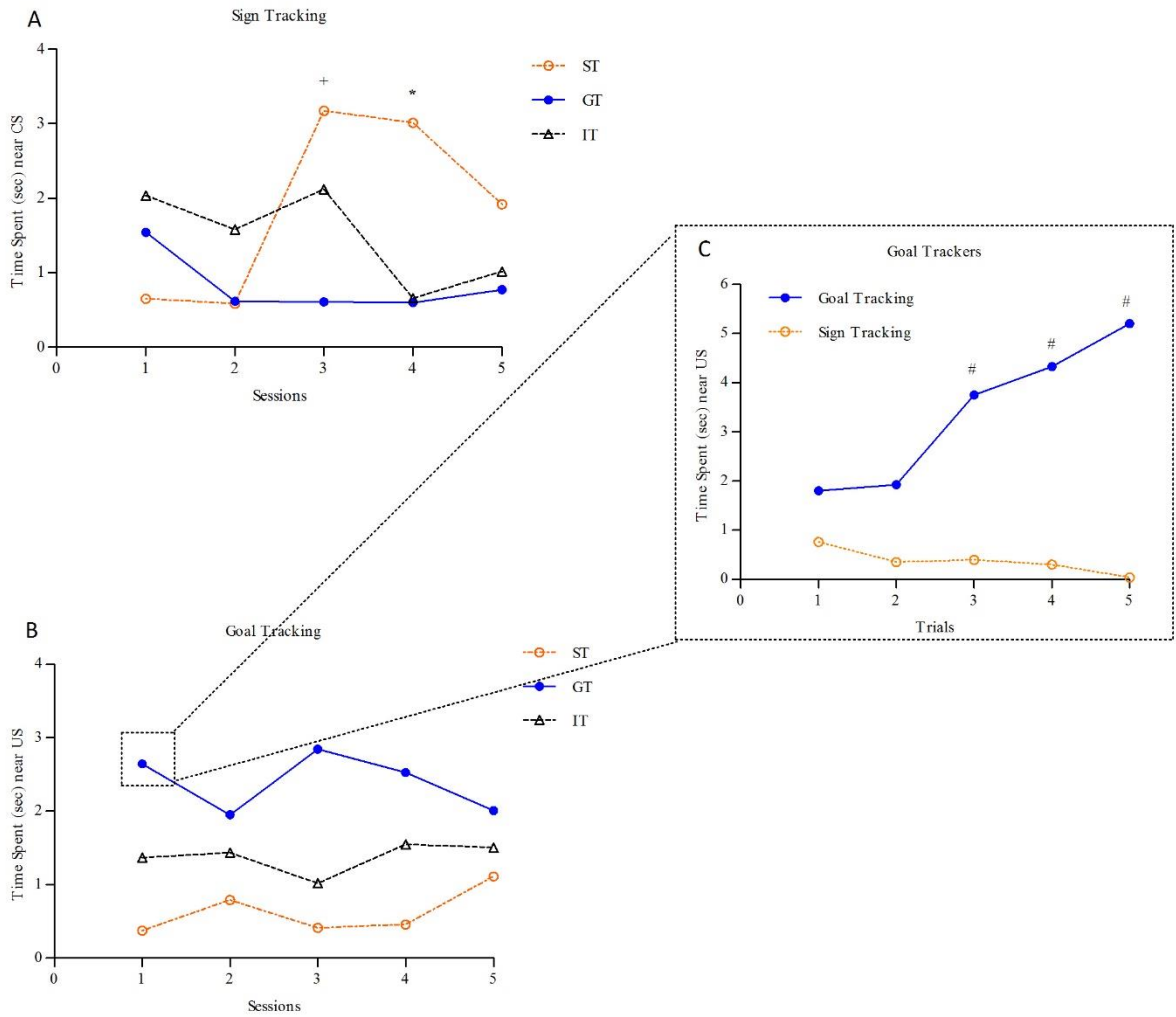 A
Sign Tracking
4
3
2
1
0
Time Spent (sec) near CS
+
*
0 1 2 3 4 5
Sessions
ST
GT
IT
C
Goal Trackers
6
5
4
3
2
1
0
Time Spent (sec) near US
Goal Tracking
Sign Tracking
#
#
#
0 1 2 3 4 5
Trials
B
Goal Tracking
4
3
2
1
0
Time Spent (sec) near US
0 1 2 3 4 5
Sessions
ST
GT
IT